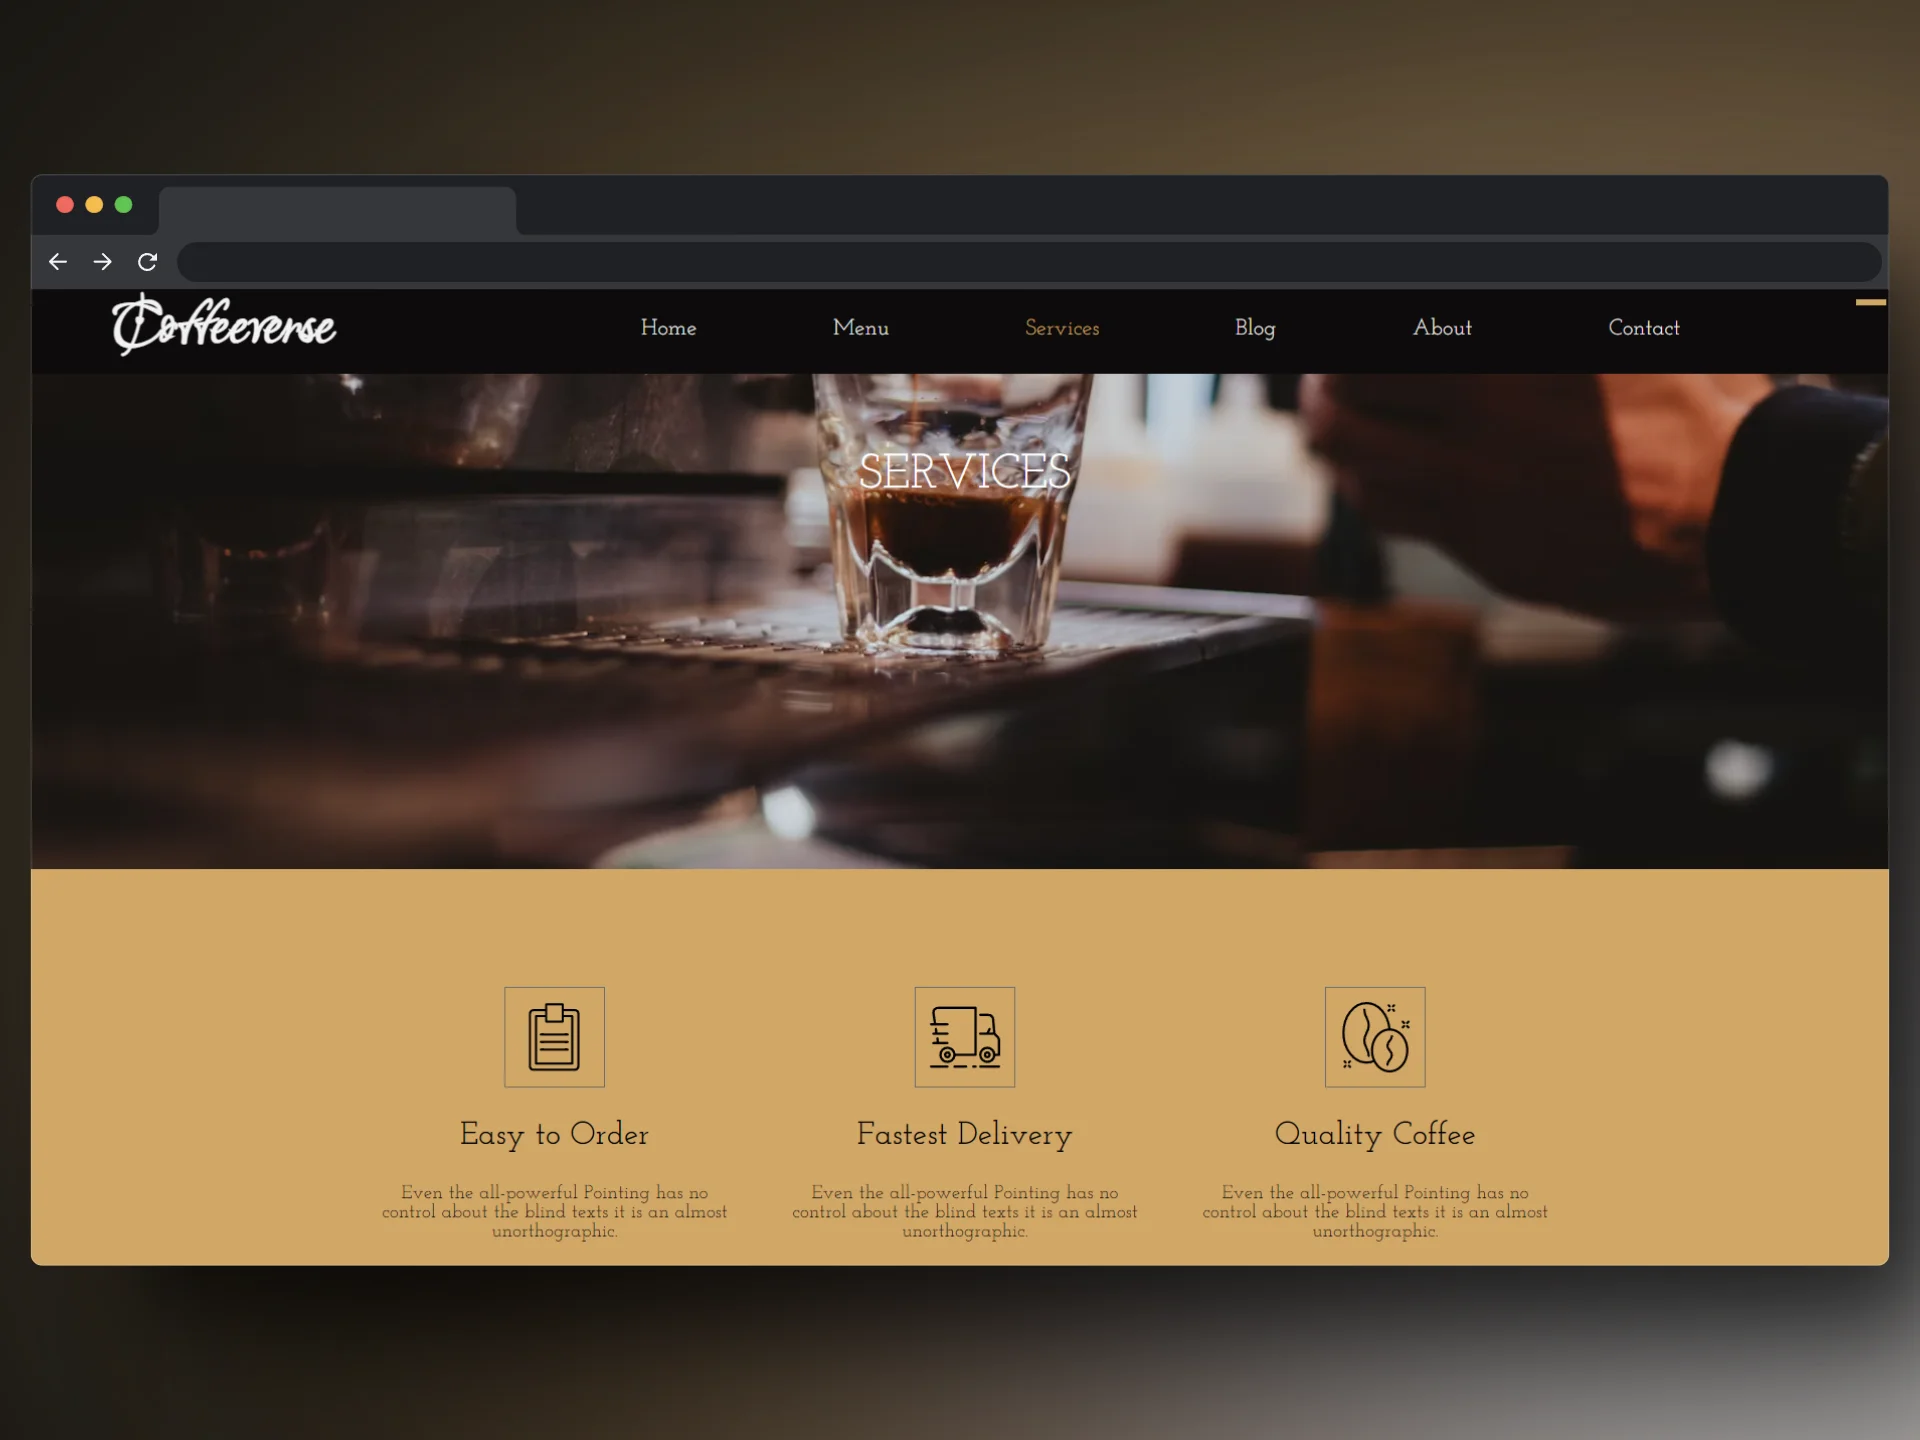 Coffeeverse
Home Menu Services Blog About Contact
SERVICES
Easy to Order
Even the all-powerful Pointing has no
control about the blind texts it is an almost
unorthographic.
Fastest Delivery
Even the all-powerful Pointing has no
control about the blind texts it is an almost
unorthographic.
Quality Coffee
Even the all-powerful Pointing has no
control about the blind texts it is an almost
unorthographic.